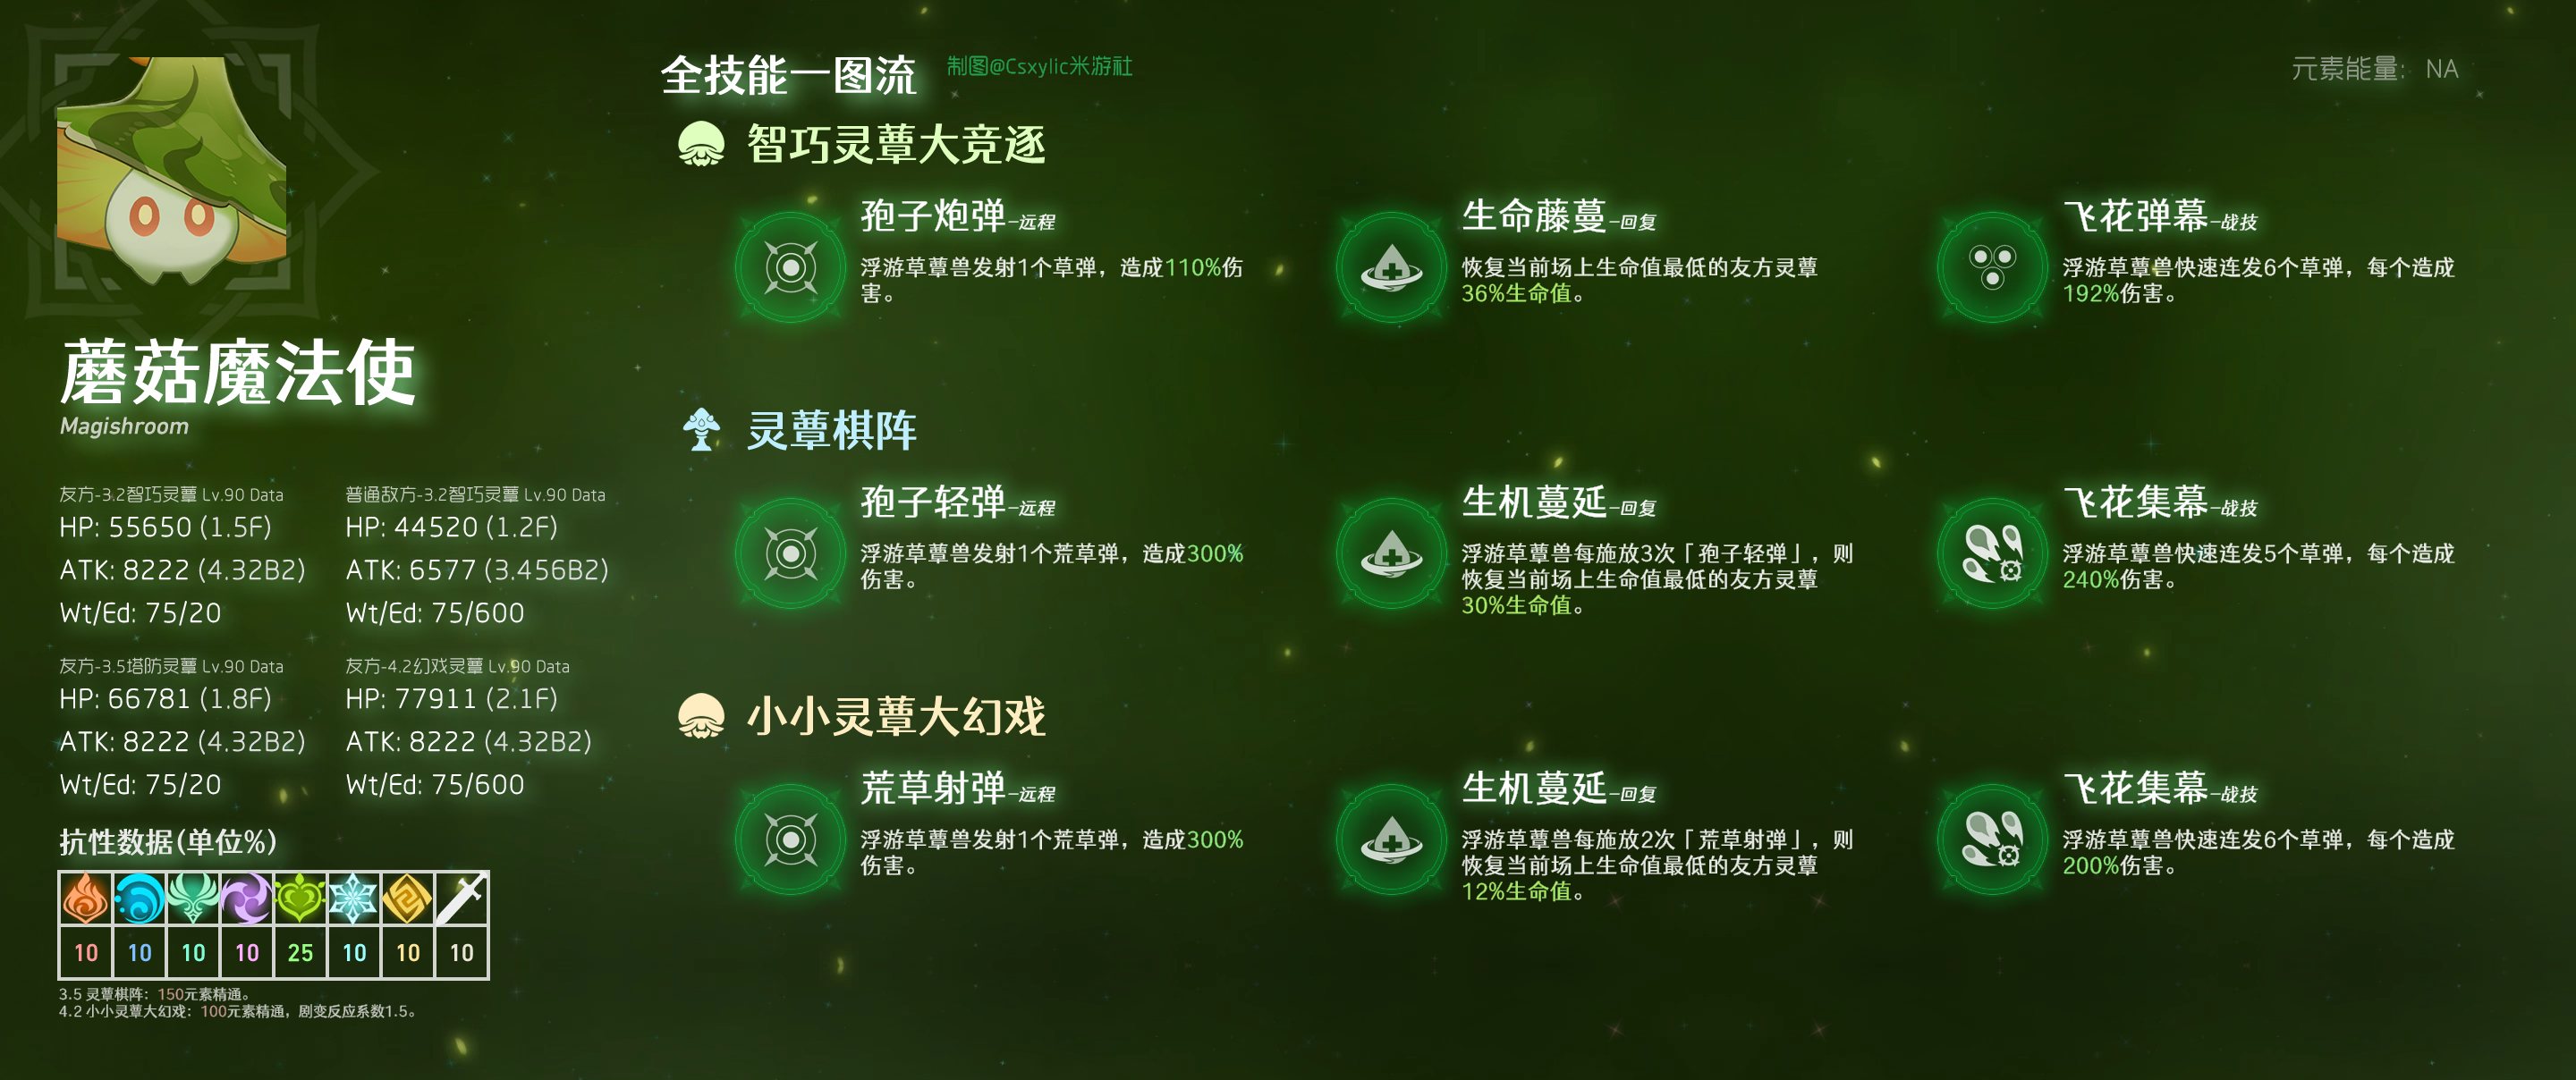 全技能一图流
制图@Csxylic米游社
元素能量: NA
蘑菇魔法使
Magishroom
友方-3.2智巧灵蕈 Lv.90 Data
HP: 55650 (1.5F)
ATK: 8222 (4.32B2)
Wt/Ed: 75/20
普通敌方-3.2智巧灵蕈 Lv.90 Data
HP: 44520 (1.2F)
ATK: 6577 (3.456B2)
Wt/Ed: 75/600
友方-3.5塔防灵蕈 Lv.90 Data
HP: 66781 (1.8F)
ATK: 8222 (4.32B2)
Wt/Ed: 75/20
友方-4.2幻戏灵蕈 Lv.90 Data
HP: 77911 (2.1F)
ATK: 8222 (4.32B2)
Wt/Ed: 75/600
抗性数据(单位%)
10 10 10 10 25 10 10 10
3.5 灵蕈棋阵：150元素精通。
4.2 小小灵蕈大幻戏：100元素精通，剧变反应系数1.5。
智巧灵蕈大竞逐
孢子炮弹-远程
浮游草蕈兽发射1个草弹，造成110%伤
害。
生命藤蔓-回复
恢复当前场上生命值最低的友方灵蕈
36%生命值。
飞花弹幕-战技
浮游草蕈兽快速连发6个草弹，每个造成
192%伤害。
灵蕈棋阵
孢子轻弹-远程
浮游草蕈兽发射1个荒草弹，造成300%
伤害。
生机蔓延-回复
浮游草蕈兽每施放3次「孢子轻弹」，则
恢复当前场上生命值最低的友方灵蕈
30%生命值。
飞花集幕-战技
浮游草蕈兽快速连发5个草弹，每个造成
240%伤害。
小小灵蕈大幻戏
荒草射弹-远程
浮游草蕈兽发射1个荒草弹，造成300%
伤害。
生机蔓延-回复
浮游草蕈兽每施放2次「荒草射弹」，则
恢复当前场上生命值最低的友方灵蕈
12%生命值。
飞花集幕-战技
浮游草蕈兽快速连发6个草弹，每个造成
200%伤害。